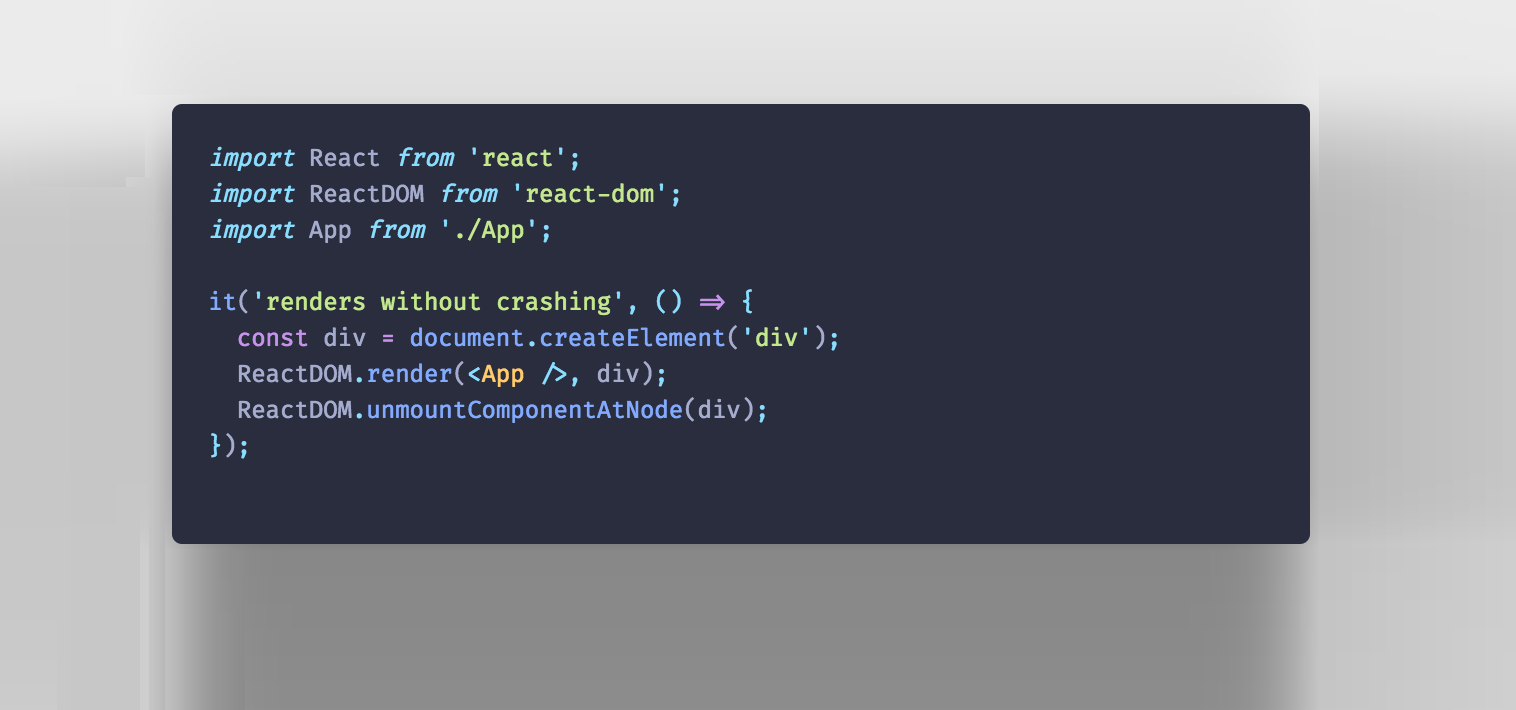 import React from 'react';
import ReactDOM from 'react-dom';
import App from './App';

it('renders without crashing', () => {
  const div = document.createElement('div');
  ReactDOM.render(<App />, div);
  ReactDOM.unmountComponentAtNode(div);
});